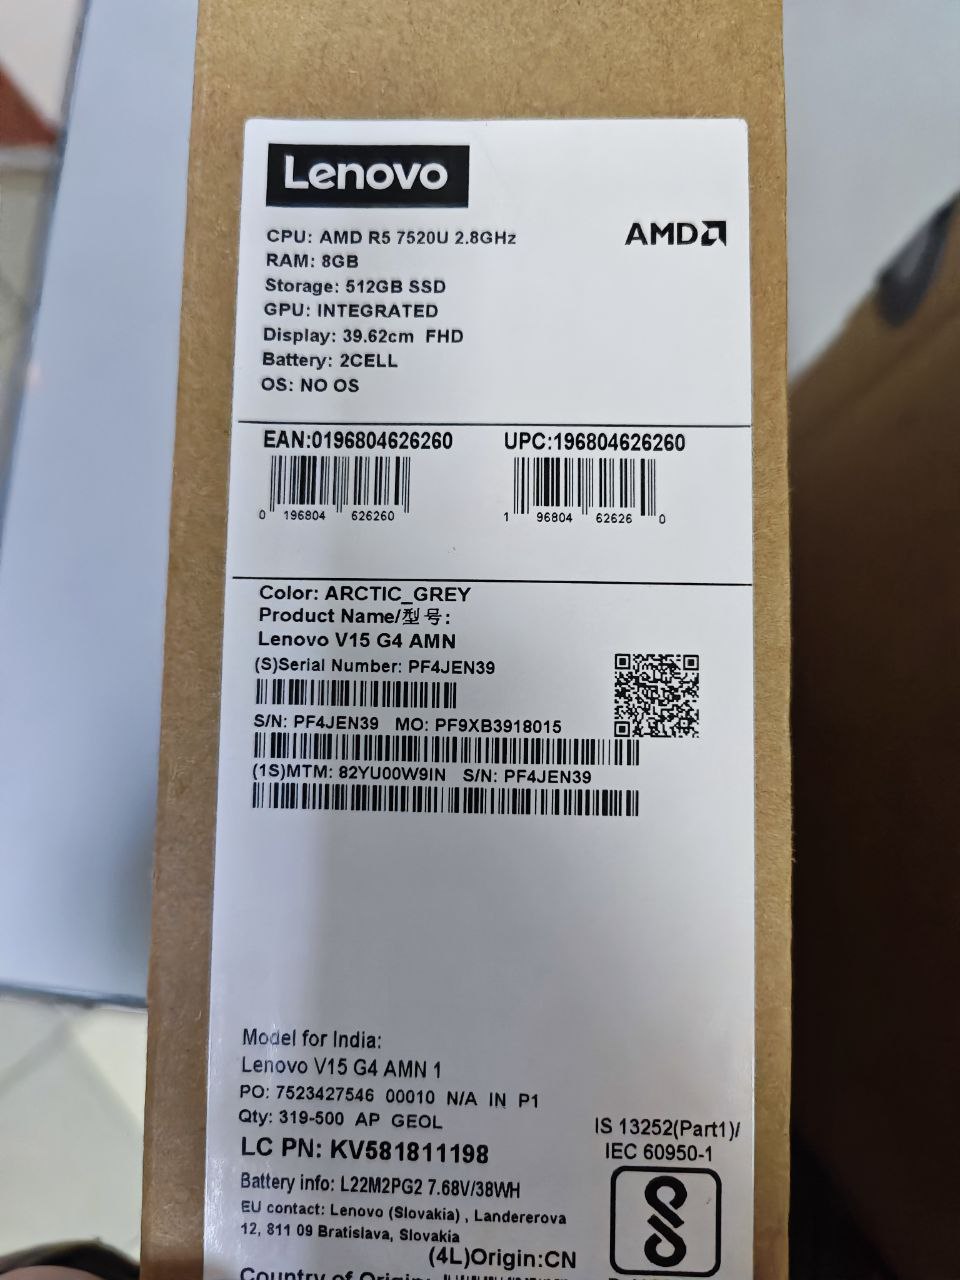 Lenovo
CPU: AMD R5 7520U 2.8GHz
AMD
RAM: 8GB
Storage: 512GB SSD
GPU: INTEGRATED
Display: 39.62cm FHD
Battery: 2CELL
OS: NO OS
EAN:0196804626260 UPC:196804626260
0 196804 626260 1 96804 62626 0
Color: ARCTIC_GREY
Product Name/型号:
Lenovo V15 G4 AMN
(S)Serial Number: PF4JEN39
S/N: PF4JEN39 MO: PF9XB3918015
(1S)MTM: 82YU00W9IN S/N: PF4JEN39
Model for India:
Lenovo V15 G4 AMN 1
PO: 7523427546 00010 N/A IN P1
Qty: 319-500 AP GEOL
IS 13252(Part1)/
LC PN: KV581811198
IEC 60950-1
Battery info: L22M2PG2 7.68V/38WH
EU contact: Lenovo (Slovakia) , Landererova
12, 811 09 Bratislava, Slovakia
(4L)Origin:CN
Country of Origin: